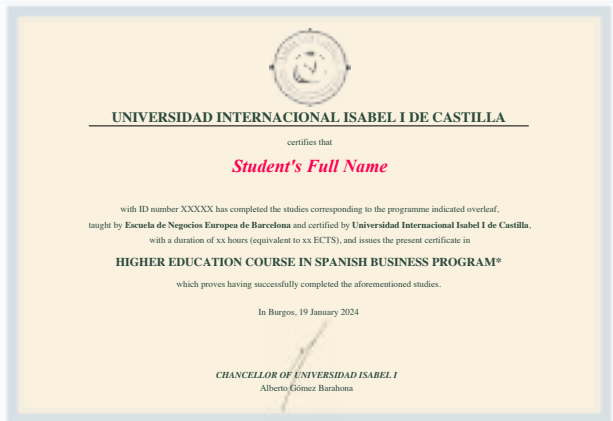 UNIVERSIDAD INTERNACIONAL ISABEL I DE CASTILLA
certifies that
Student's Full Name
with ID number XXXXX has completed the studies corresponding to the programme indicated overleaf,
taught by Escuela de Negocios Europea de Barcelona and certified by Universidad Internacional Isabel I de Castilla,
with a duration of xx hours (equivalent to xx ECTS), and issues the present certificate in
HIGHER EDUCATION COURSE IN SPANISH BUSINESS PROGRAM*
which proves having successfully completed the aforementioned studies.
In Burgos, 19 January 2024
CHANCELLOR OF UNIVERSIDAD ISABEL I
Alberto Gómez Barahona